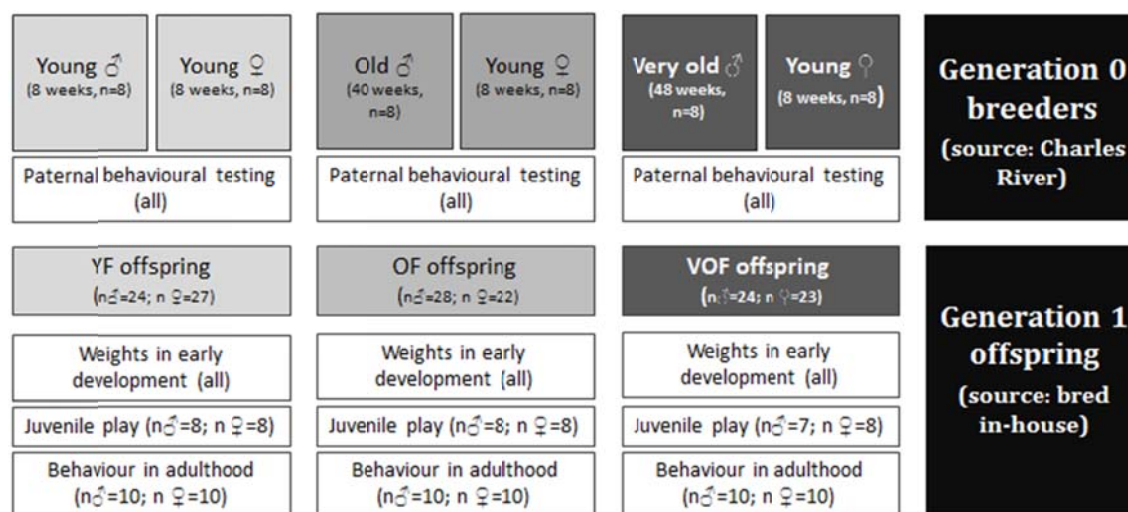 Young ♂
(8 weeks, n=8)
Young ♀
(8 weeks, n=8)
Old ♂
(40 weeks,
n=8)
Young ♀
(8 weeks, n=8)
Very old ♂
(48 weeks,
n=8)
Young ♀
(8 weeks, n=8)
Generation 0
breeders
(source: Charles
River)
Paternal behavioural testing
(all)
Paternal behavioural testing
(all)
Paternal behavioural testing
(all)
YF offspring
(n♂=24; n ♀=27)
OF offspring
(n♂=28; n ♀=22)
VOF offspring
(n♂=24; n ♀=23)
Generation 1
offspring
(source: bred
in-house)
Weights in early
development (all)
Weights in early
development (all)
Weights in early
development (all)
Juvenile play (n♂=8; n ♀=8)
Juvenile play (n♂=8; n ♀=8)
Juvenile play (n♂=7; n ♀=8)
Behaviour in adulthood
(n♂=10; n ♀=10)
Behaviour in adulthood
(n♂=10; n ♀=10)
Behaviour in adulthood
(n♂=10; n ♀=10)